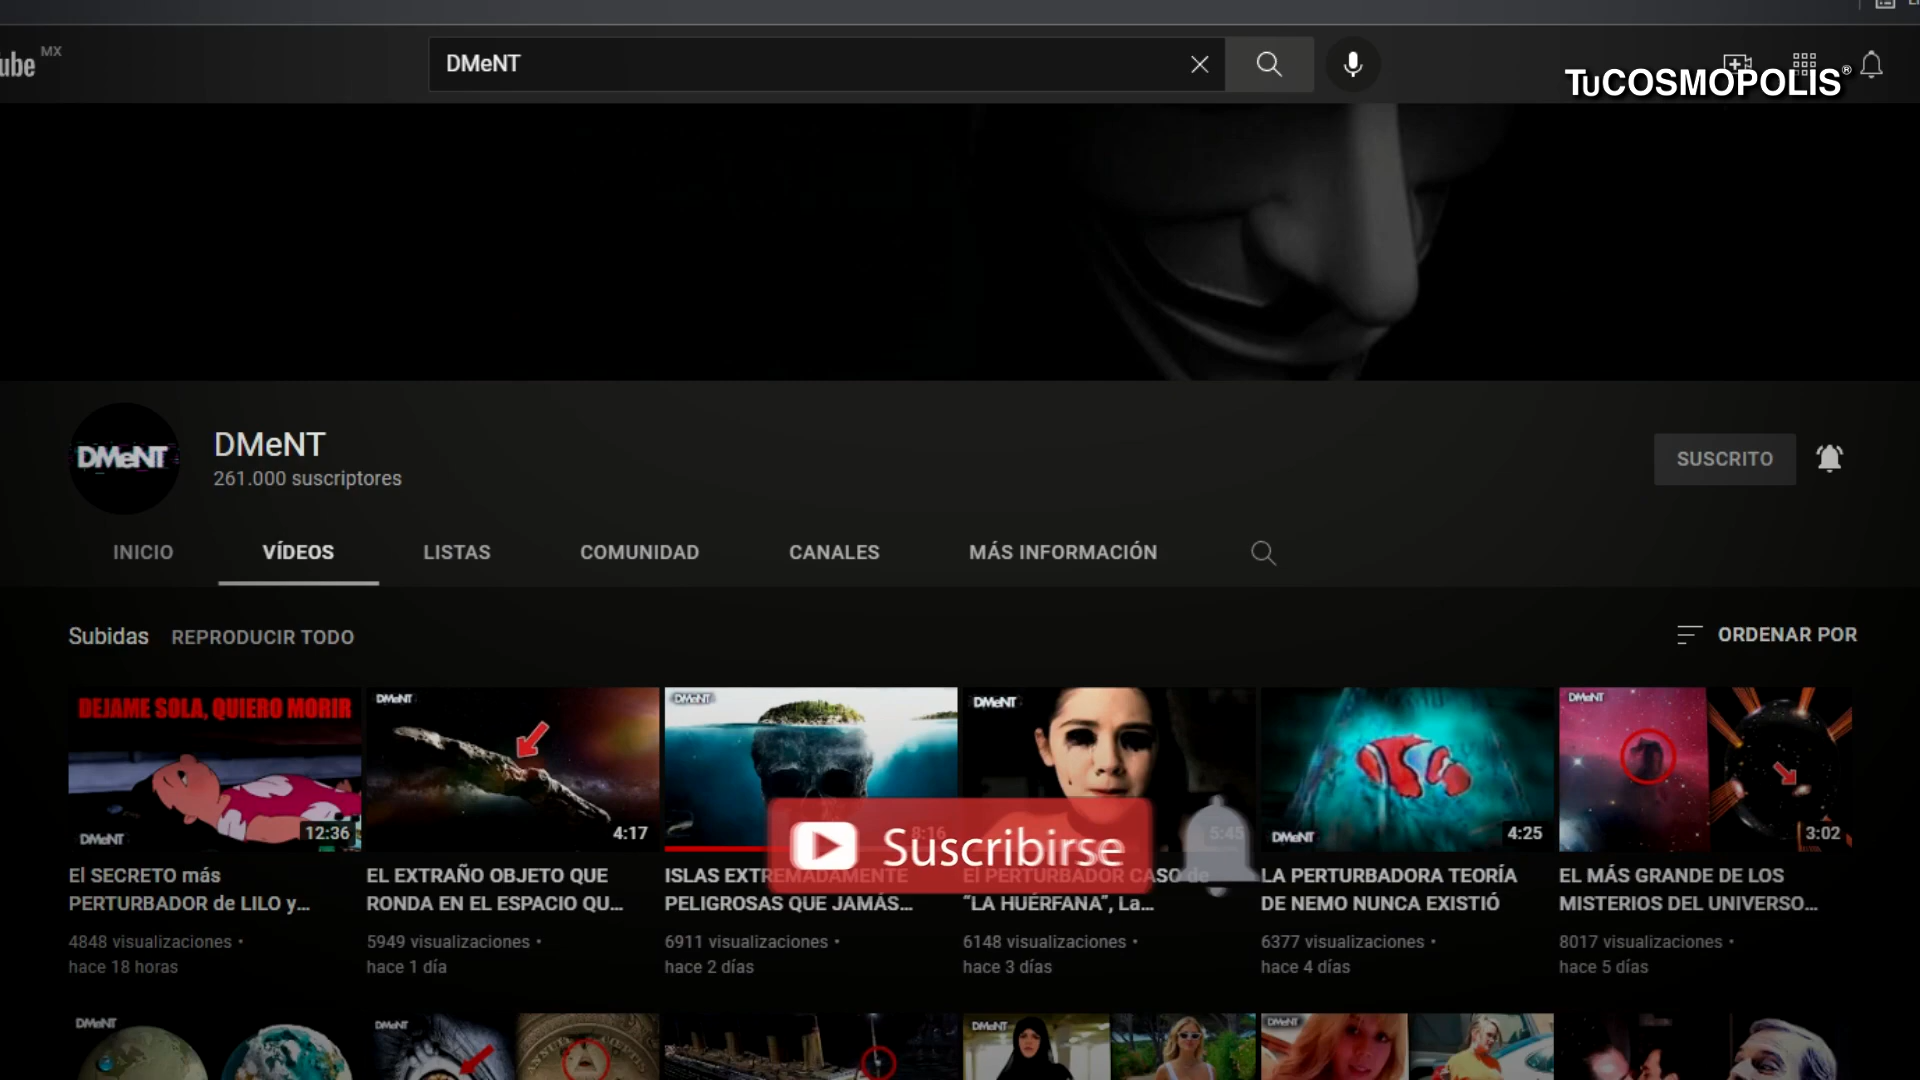 ube MX
DMeNT
TuCOSMOPOLIS®
DMeNT
DMeNT
261.000 suscriptores
SUSCRITO
INICIO
VÍDEOS
LISTAS
COMUNIDAD
CANALES
MÁS INFORMACIÓN
Subidas
REPRODUCIR TODO
ORDENAR POR
DEJAME SOLA, QUIERO MORIR
DMeNT
12:36
DMeNT
4:17
DMeNT
8:16
DMeNT
5:45
DMeNT
4:25
DMeNT
3:02
Suscribirse
El SECRETO más
PERTURBADOR de LILO y...
4848 visualizaciones •
hace 18 horas
EL EXTRAÑO OBJETO QUE
RONDA EN EL ESPACIO QU...
5949 visualizaciones •
hace 1 día
ISLAS EXTREMADAMENTE
PELIGROSAS QUE JAMÁS...
6911 visualizaciones •
hace 2 días
El PERTURBADOR CASO de
“LA HUÉRFANA”, La...
6148 visualizaciones •
hace 3 días
LA PERTURBADORA TEORÍA
DE NEMO NUNCA EXISTIÓ
6377 visualizaciones •
hace 4 días
EL MÁS GRANDE DE LOS
MISTERIOS DEL UNIVERSO...
8017 visualizaciones •
hace 5 días
DMeNT
DMeNT
ANNUIT COEPTIS
DMeNT
DMeNT